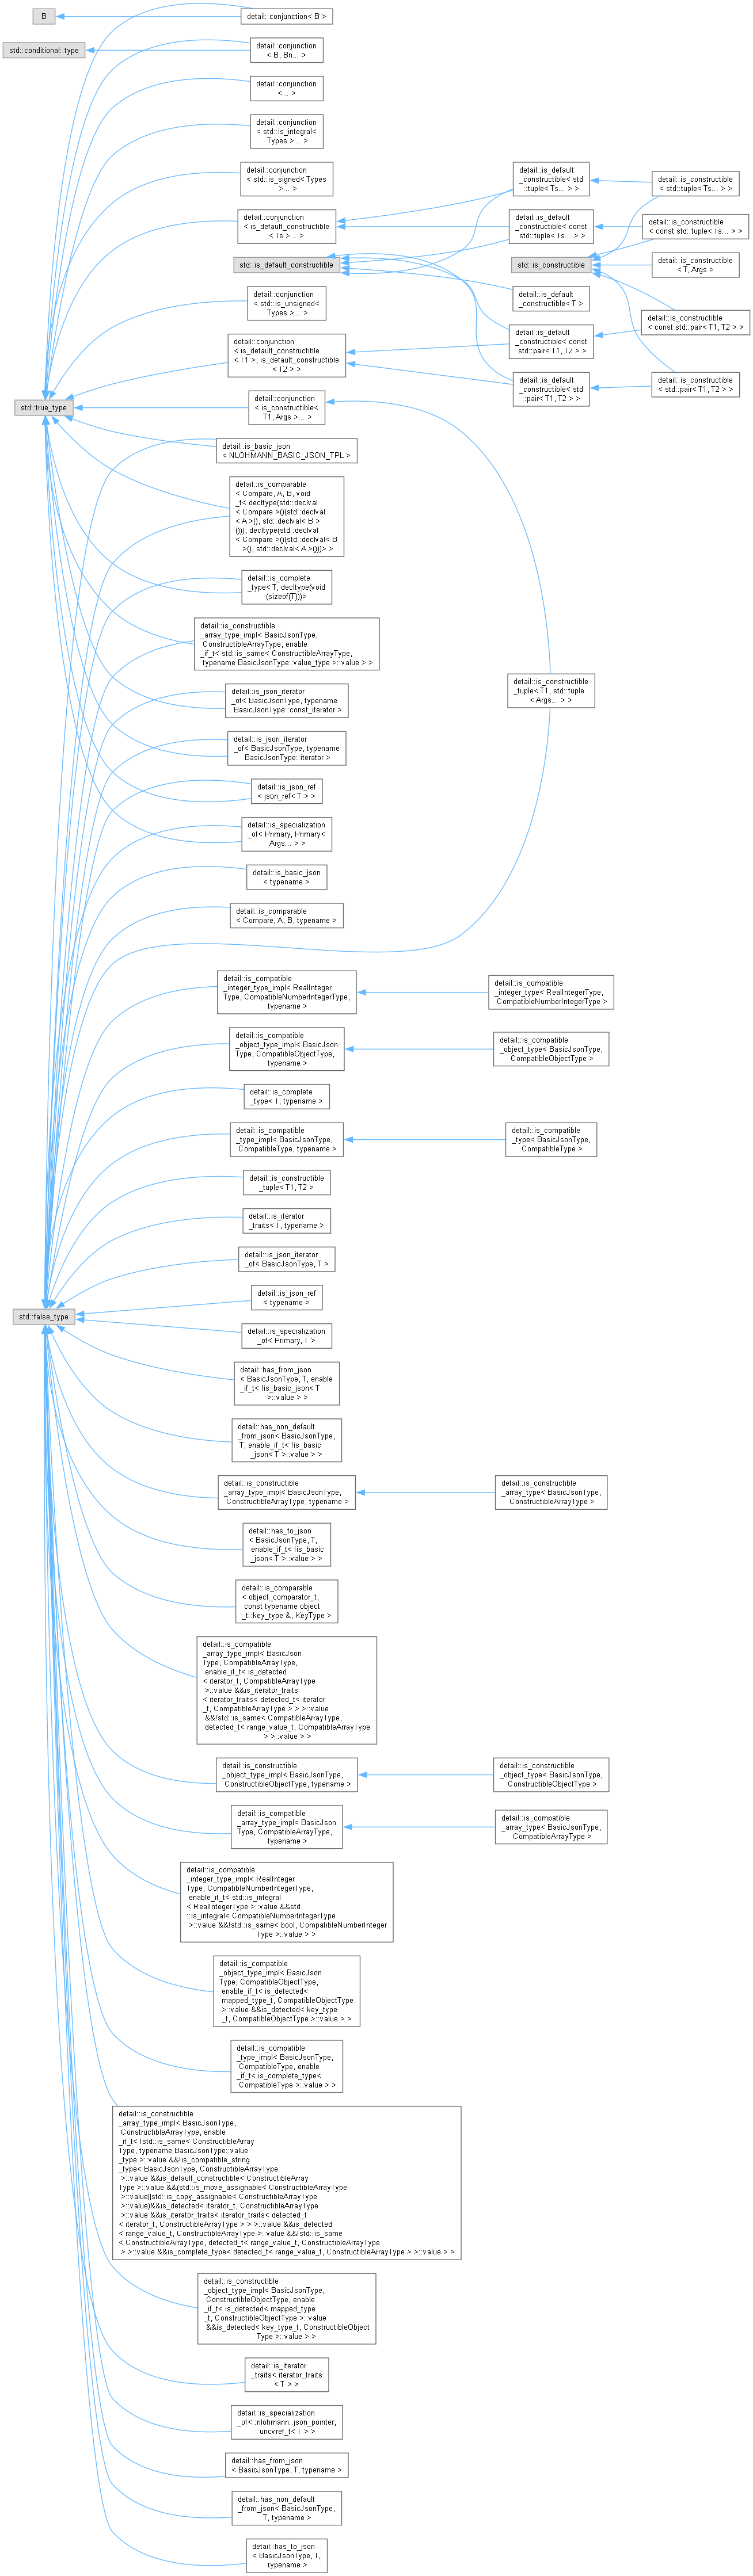 B
detail::conjunction< B >
std::conditional::type
detail::conjunction
< B, Bn... >
detail::conjunction
<... >
detail::conjunction
< std::is_integral<
Types >... >
detail::conjunction
< std::is_signed< Types
>... >
detail::conjunction
< is_default_constructible
< Ts >... >
detail::is_default
_constructible< std
::tuple< Ts... > >
detail::is_constructible
< std::tuple< Ts... > >
detail::is_default
_constructible< const
std::tuple< Ts... > >
detail::is_constructible
< const std::tuple< Ts... > >
std::is_default_constructible
std::is_constructible
detail::is_constructible
< T, Args >
detail::is_default
_constructible< T >
detail::conjunction
< std::is_unsigned<
Types >... >
detail::is_constructible
< const std::pair< T1, T2 > >
detail::conjunction
< is_default_constructible
< T1 >, is_default_constructible
< T2 > >
detail::is_default
_constructible< const
std::pair< T1, T2 > >
detail::is_default
_constructible< std
::pair< T1, T2 > >
detail::is_constructible
< std::pair< T1, T2 > >
std::true_type
detail::conjunction
< is_constructible<
T1, Args >... >
detail::is_basic_json
< NLOHMANN_BASIC_JSON_TPL >
detail::is_comparable
< Compare, A, B, void
_t< decltype(std::declval
< Compare >()(std::declval
< A >(), std::declval< B >
())), decltype(std::declval
< Compare >()(std::declval< B
>(), std::declval< A >()))> >
detail::is_complete
_type< T, decltype(void
(sizeof(T)))>
detail::is_constructible
_array_type_impl< BasicJsonType,
ConstructibleArrayType, enable
_if_t< std::is_same< ConstructibleArrayType,
typename BasicJsonType::value_type >::value > >
detail::is_json_iterator
_of< BasicJsonType, typename
BasicJsonType::const_iterator >
detail::is_constructible
_tuple< T1, std::tuple
< Args... > >
detail::is_json_iterator
_of< BasicJsonType, typename
BasicJsonType::iterator >
detail::is_json_ref
< json_ref< T > >
detail::is_specialization
_of< Primary, Primary<
Args... > >
detail::is_basic_json
< typename >
detail::is_comparable
< Compare, A, B, typename >
detail::is_compatible
_integer_type_impl< RealInteger
Type, CompatibleNumberIntegerType,
typename >
detail::is_compatible
_integer_type< RealIntegerType,
CompatibleNumberIntegerType >
detail::is_compatible
_object_type_impl< BasicJson
Type, CompatibleObjectType,
typename >
detail::is_compatible
_object_type< BasicJsonType,
CompatibleObjectType >
detail::is_complete
_type< T, typename >
detail::is_compatible
_type_impl< BasicJsonType,
CompatibleType, typename >
detail::is_compatible
_type< BasicJsonType,
CompatibleType >
detail::is_constructible
_tuple< T1, T2 >
detail::is_iterator
_traits< T, typename >
detail::is_json_iterator
_of< BasicJsonType, T >
detail::is_json_ref
< typename >
std::false_type
detail::is_specialization
_of< Primary, T >
detail::has_from_json
< BasicJsonType, T, enable
_if_t< !is_basic_json< T
>::value > >
detail::has_non_default
_from_json< BasicJsonType,
T, enable_if_t< !is_basic
_json< T >::value > >
detail::is_constructible
_array_type_impl< BasicJsonType,
ConstructibleArrayType, typename >
detail::is_constructible
_array_type< BasicJsonType,
ConstructibleArrayType >
detail::has_to_json
< BasicJsonType, T,
enable_if_t< !is_basic
_json< T >::value > >
detail::is_comparable
< object_comparator_t,
const typename object
_t::key_type &, KeyType >
detail::is_compatible
_array_type_impl< BasicJson
Type, CompatibleArrayType,
enable_if_t< is_detected
< iterator_t, CompatibleArrayType
>::value &&is_iterator_traits
< iterator_traits< detected_t< iterator
_t, CompatibleArrayType > > >::value
&&!std::is_same< CompatibleArrayType,
detected_t< range_value_t, CompatibleArrayType
> >::value > >
detail::is_constructible
_object_type_impl< BasicJsonType,
ConstructibleObjectType, typename >
detail::is_constructible
_object_type< BasicJsonType,
ConstructibleObjectType >
detail::is_compatible
_array_type_impl< BasicJson
Type, CompatibleArrayType,
typename >
detail::is_compatible
_array_type< BasicJsonType,
CompatibleArrayType >
detail::is_compatible
_integer_type_impl< RealInteger
Type, CompatibleNumberIntegerType,
enable_if_t< std::is_integral
< RealIntegerType >::value &&std
::is_integral< CompatibleNumberIntegerType
>::value &&!std::is_same< bool, CompatibleNumberInteger
Type >::value > >
detail::is_compatible
_object_type_impl< BasicJson
Type, CompatibleObjectType,
enable_if_t< is_detected<
mapped_type_t, CompatibleObjectType
>::value &&is_detected< key_type
_t, CompatibleObjectType >::value > >
detail::is_compatible
_type_impl< BasicJsonType,
CompatibleType, enable
_if_t< is_complete_type<
CompatibleType >::value > >
detail::is_constructible
_array_type_impl< BasicJsonType,
ConstructibleArrayType, enable
_if_t< !std::is_same< ConstructibleArray
Type, typename BasicJsonType::value
_type >::value &&!is_compatible_string
_type< BasicJsonType, ConstructibleArrayType
>::value &&is_default_constructible< ConstructibleArray
Type >::value &&(std::is_move_assignable< ConstructibleArrayType
>::value||std::is_copy_assignable< ConstructibleArrayType
>::value)&&is_detected< iterator_t, ConstructibleArrayType
>::value &&is_iterator_traits< iterator_traits< detected_t
< iterator_t, ConstructibleArrayType > > >::value &&is_detected
< range_value_t, ConstructibleArrayType >::value &&!std::is_same
< ConstructibleArrayType, detected_t< range_value_t, ConstructibleArrayType
> >::value &&is_complete_type< detected_t< range_value_t, ConstructibleArrayType > >::value > >
detail::is_constructible
_object_type_impl< BasicJsonType,
ConstructibleObjectType, enable
_if_t< is_detected< mapped_type
_t, ConstructibleObjectType >::value
&&is_detected< key_type_t, ConstructibleObject
Type >::value > >
detail::is_iterator
_traits< iterator_traits
< T > >
detail::is_specialization
_of<::nlohmann::json_pointer,
uncvref_t< T > >
detail::has_from_json
< BasicJsonType, T, typename >
detail::has_non_default
_from_json< BasicJsonType,
T, typename >
detail::has_to_json
< BasicJsonType, T,
typename >